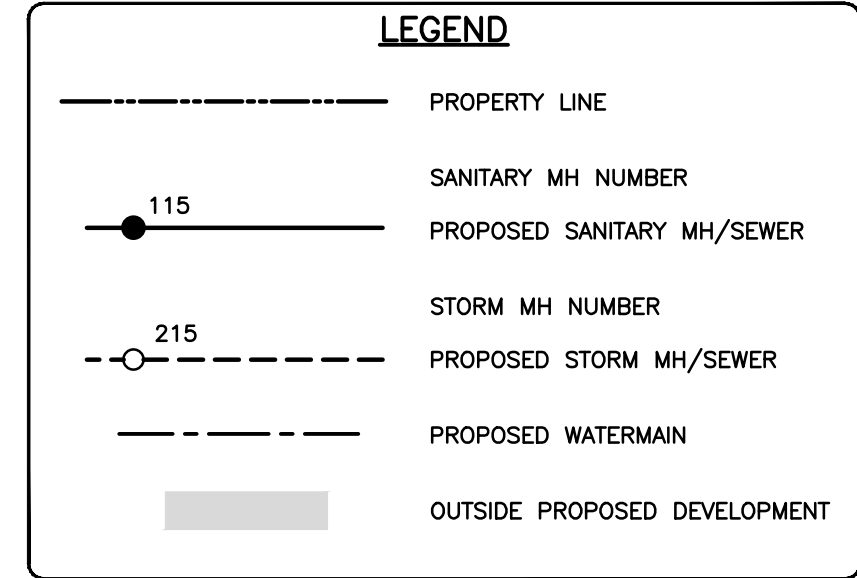 LEGEND
PROPERTY LINE
SANITARY MH NUMBER
115
PROPOSED SANITARY MH/SEWER
STORM MH NUMBER
215
PROPOSED STORM MH/SEWER
PROPOSED WATERMAIN
OUTSIDE PROPOSED DEVELOPMENT